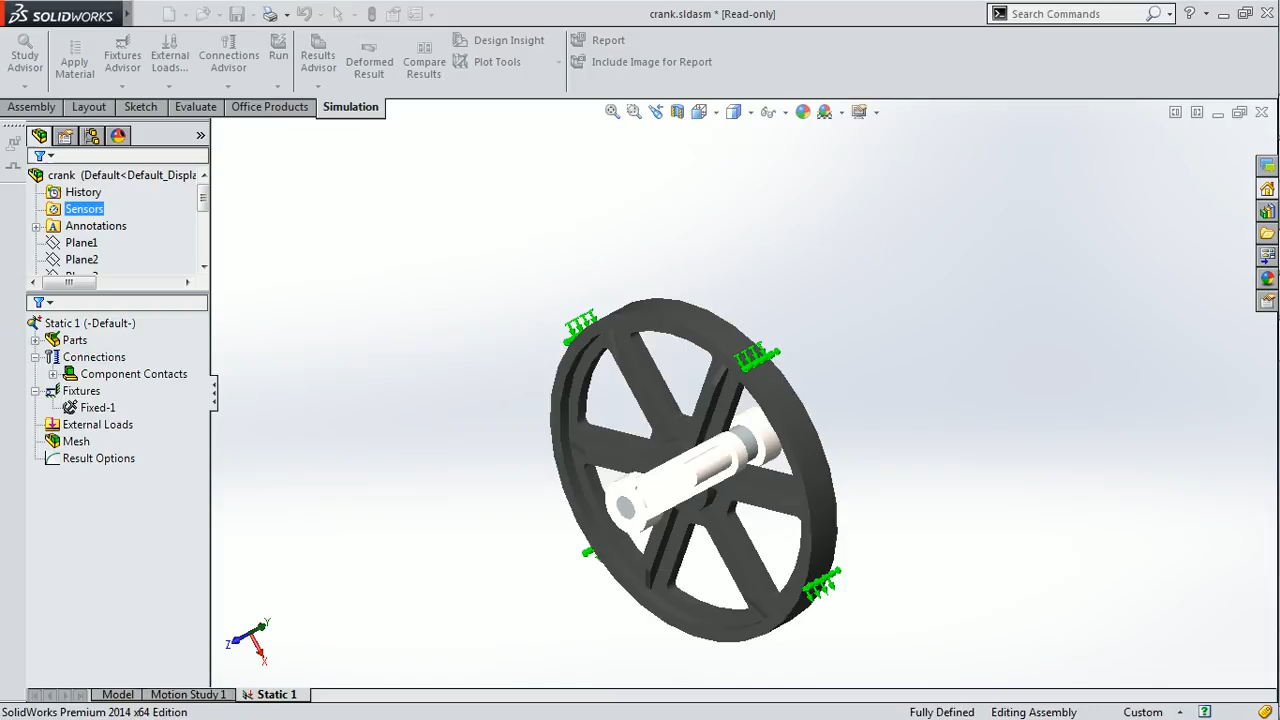 SOLIDWORKS
crank.sldasm * [Read-only]
Search Commands
Study Advisor
Apply Material
Fixtures Advisor
External Loads...
Connections Advisor
Run
Results Advisor
Deformed Result
Compare Results
Design Insight
Plot Tools
Report
Include Image for Report
Assembly
Layout
Sketch
Evaluate
Office Products
Simulation
crank (Default<Default_Displa
History
Sensors
Annotations
Plane1
Plane2
Static 1 (-Default-)
Parts
Connections
Component Contacts
Fixtures
Fixed-1
External Loads
Mesh
Result Options
Y
Z
X
Model
Motion Study 1
Static 1
SolidWorks Premium 2014 x64 Edition
Fully Defined
Editing Assembly
Custom